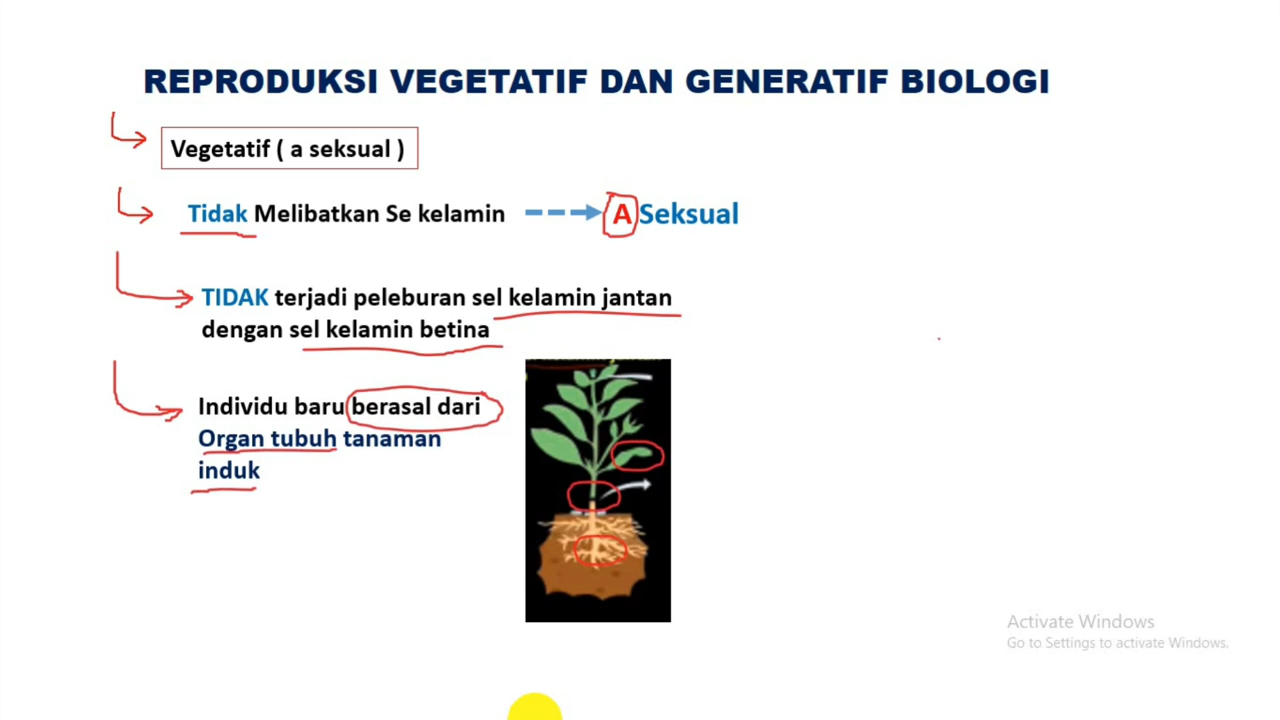 REPRODUKSI VEGETATIF DAN GENERATIF BIOLOGI
Vegetatif ( a seksual )
Tidak Melibatkan Se kelamin
A Seksual
TIDAK terjadi peleburan sel kelamin jantan
dengan sel kelamin betina
Individu baru berasal dari
Organ tubuh tanaman
induk
Activate Windows
Go to Settings to activate Windows.